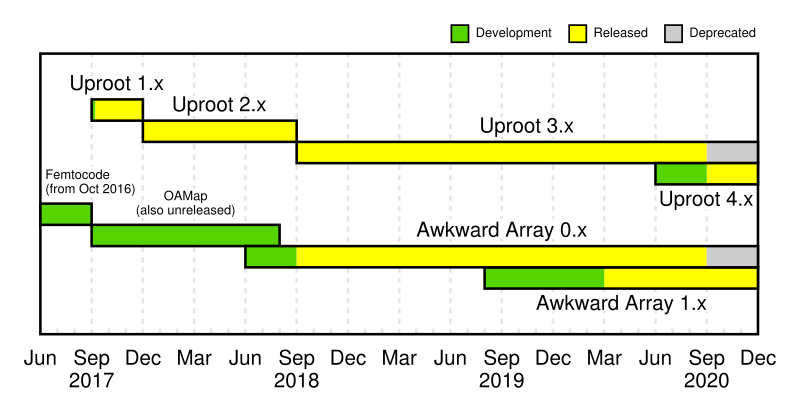 Development Released Deprecated
Uproot 1.x
Uproot 2.x
Uproot 3.x
Uproot 4.x
Femtocode
(from Oct 2016)
OAMap
(also unreleased)
Awkward Array 0.x
Awkward Array 1.x
Jun Sep Dec Mar Jun Sep Dec Mar Jun Sep Dec Mar Jun Sep Dec
2017 2018 2019 2020